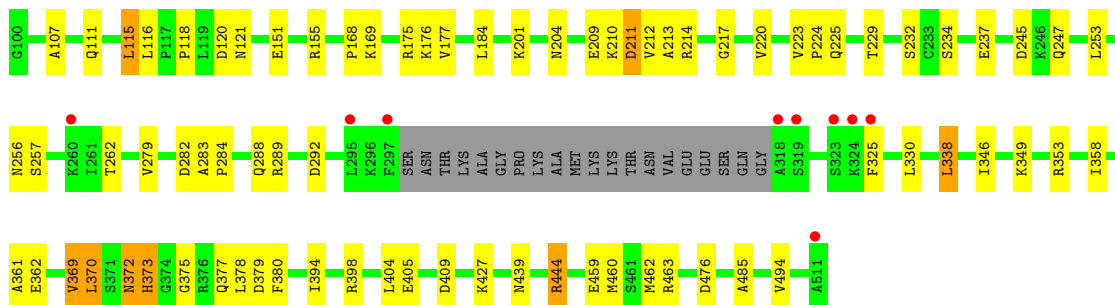 G100 A107 Q111 L115 L116 P117 P118 L119 D120 N121 E151 R155 P168 K169 R175 K176 V177 L184 K201 N204 E209 K210 D211 V212 A213 R214 G217 V220 V223 P224 Q225 T229 S232 C233 S234 E237 D245 K246 Q247 L253
N256 S257 K260 I261 T262 V279 D282 A283 P284 Q288 R289 D292 L295 K296 F297 SER ASN THR LYS ALA GLY PRO LYS ALA MET LYS LYS THR ASN VAL GLU GLU SER GLN GLY A318 S319 S323 K324 F325 L330 L338 I346 K349 R353 I358
A361 E362 V369 L370 S371 N372 H373 G374 G375 R376 Q377 L378 D379 F380 I394 R398 L404 E405 D409 K427 N439 R444 E459 M460 S461 M462 R463 D476 A485 V494 A511